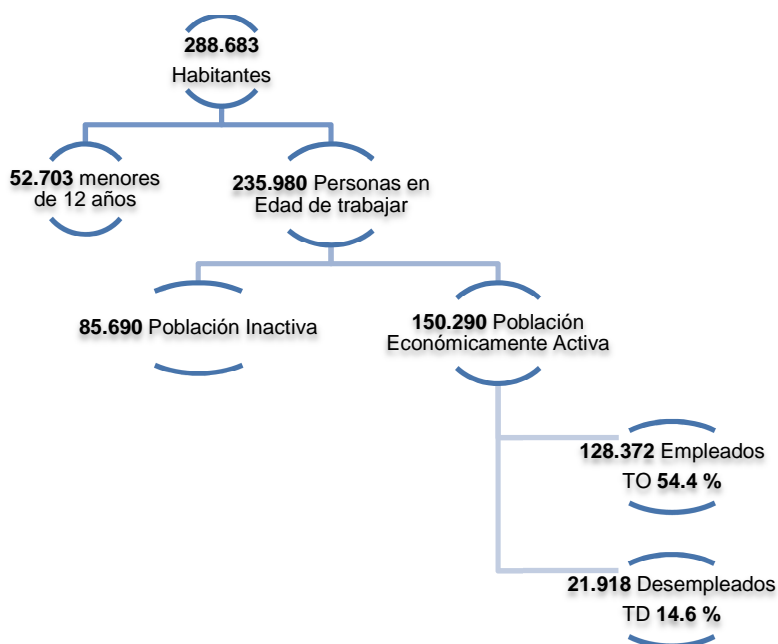 288.683
Habitantes
52.703 menores
de 12 años
235.980 Personas en
Edad de trabajar
85.690 Población Inactiva
150.290 Población
Económicamente Activa
128.372 Empleados
TO 54.4 %
21.918 Desempleados
TD 14.6 %